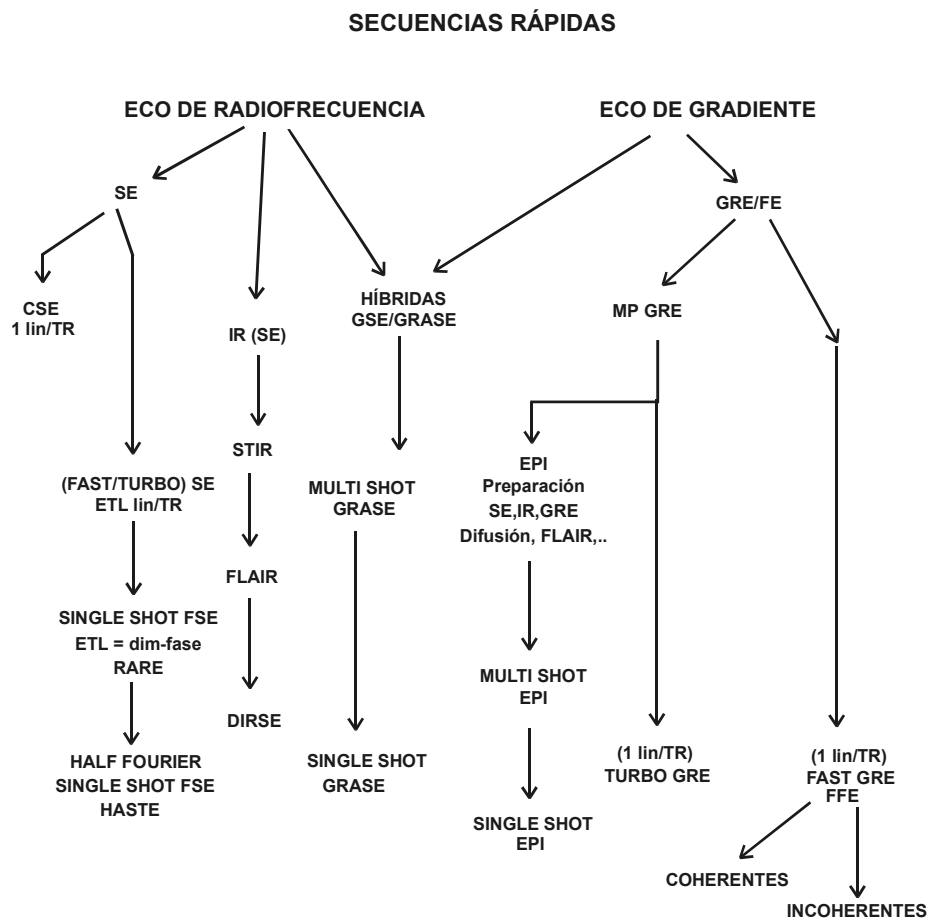 SECUENCIAS RÁPIDAS
ECO DE RADIOFRECUENCIA
ECO DE GRADIENTE
SE
GRE/FE
CSE
1 lin/TR
HÍBRIDAS
GSE/GRASE
MP GRE
IR (SE)
STIR
(FAST/TURBO) SE
ETL lin/TR
MULTI SHOT
GRASE
EPI
Preparación
SE,IR,GRE
Difusión, FLAIR,..
FLAIR
SINGLE SHOT FSE
ETL = dim-fase
RARE
MULTI SHOT
EPI
DIRSE
HALF FOURIER
SINGLE SHOT FSE
HASTE
SINGLE SHOT
GRASE
(1 lin/TR)
TURBO GRE
(1 lin/TR)
FAST GRE
FFE
SINGLE SHOT
EPI
COHERENTES
INCOHERENTES